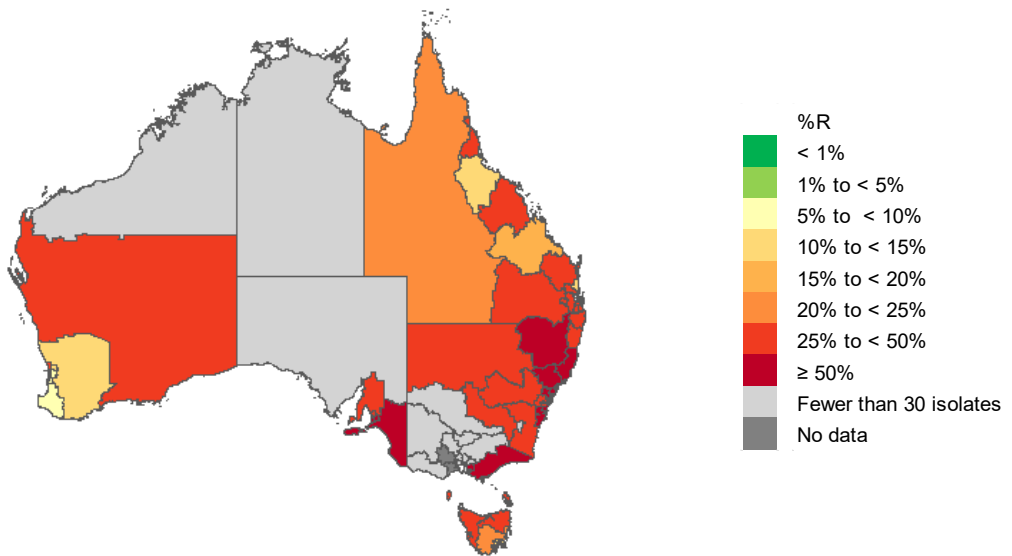 %R
< 1%
1% to < 5%
5% to < 10%
10% to < 15%
15% to < 20%
20% to < 25%
25% to < 50%
≥ 50%
Fewer than 30 isolates
No data